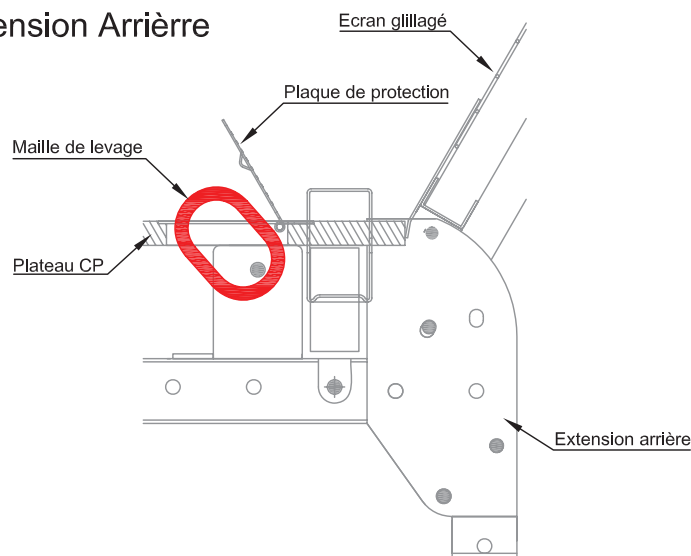 ension Arrièrre
Ecran glillagé
Plaque de protection
Maille de levage
Plateau CP
Extension arrière